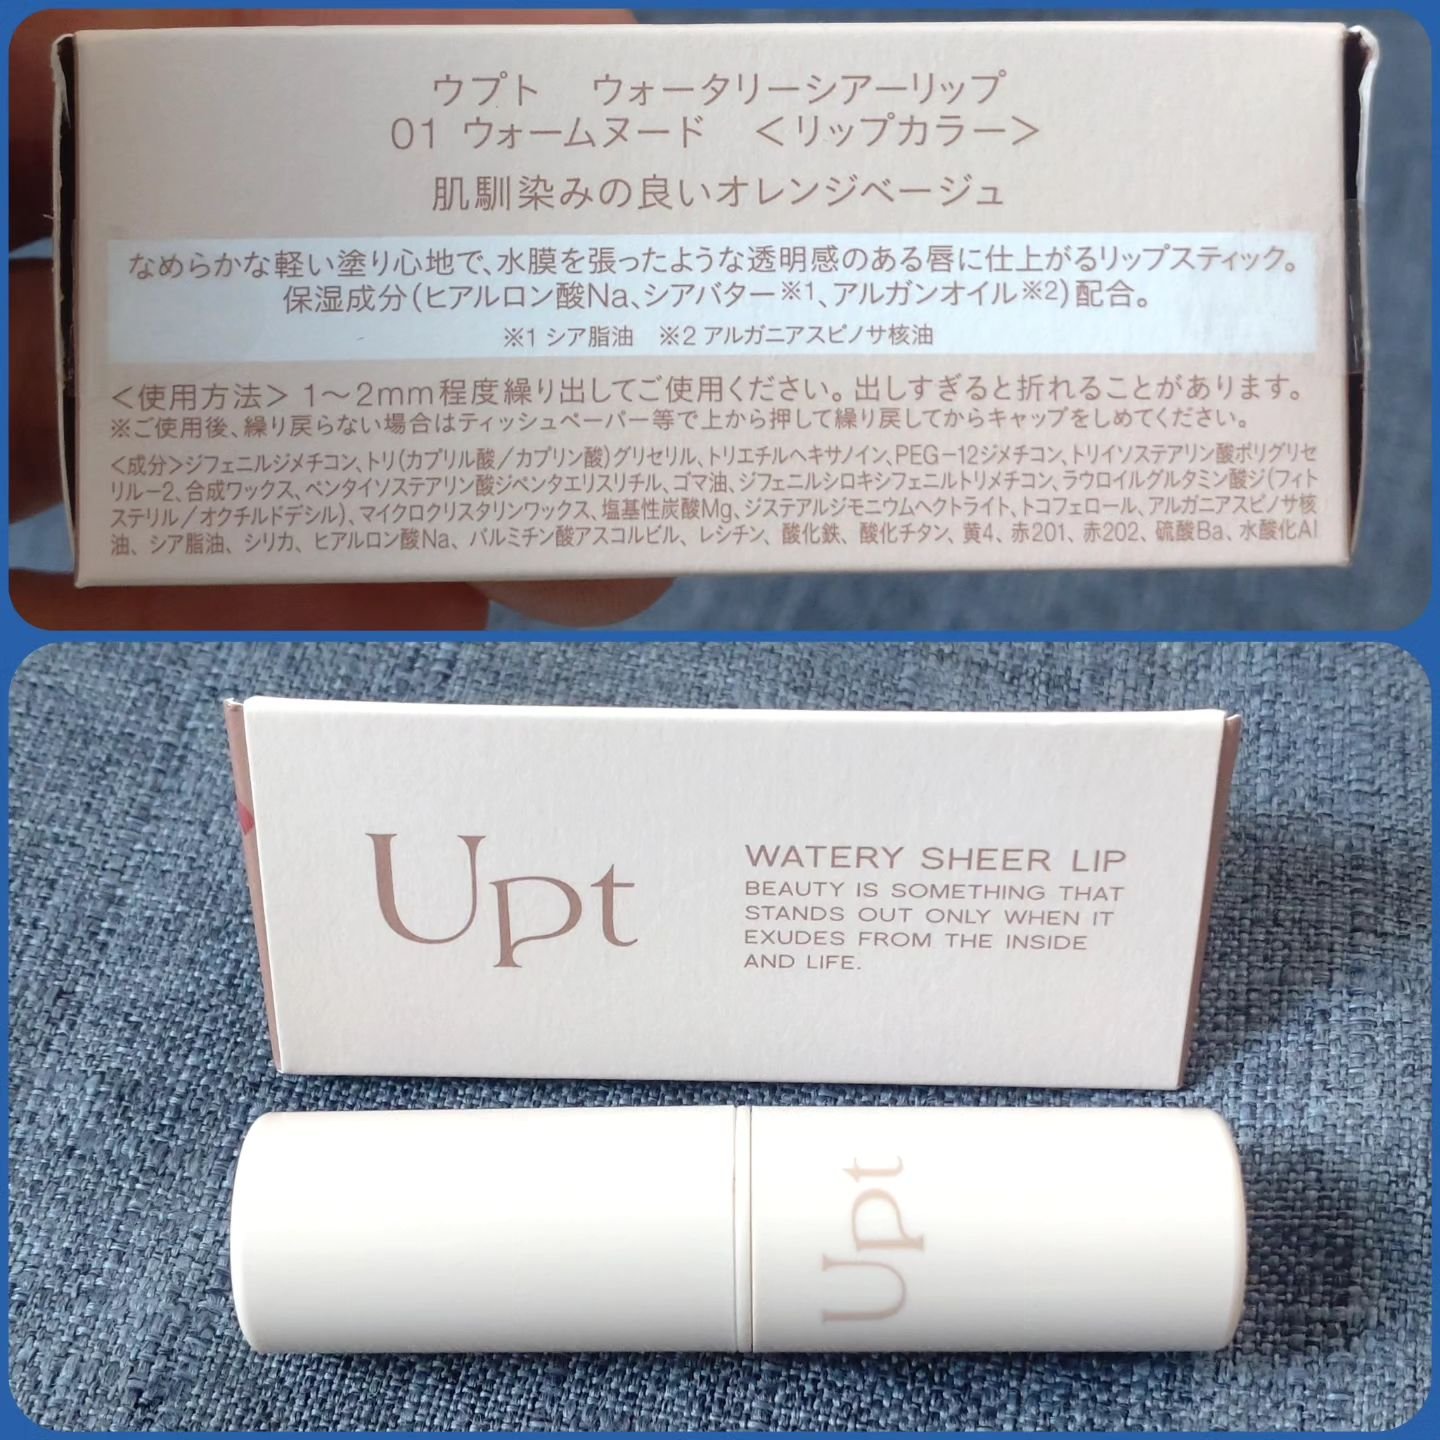 ウプト　ウォータリーシアーリップ
01 ウォームヌード　＜リップカラー＞
肌馴染みの良いオレンジベージュ
なめらかな軽い塗り心地で、水膜を張ったような透明感のある唇に仕上がるリップスティック。
保湿成分(ヒアルロン酸Na、シアバター※1、アルガンオイル※2)配合。
※1 シア脂油　※2 アルガニアスピノサ核油
＜使用方法＞ 1〜2mm程度繰り出してご使用ください。出しすぎると折れることがあります。
※ご使用後、繰り戻らない場合はティッシュペーパー等で上から押して繰り戻してからキャップをしめてください。
＜成分＞ジフェニルジメチコン、トリ(カプリル酸／カプリン酸)グリセリル、トリエチルヘキサノイン、PEG−12ジメチコン、トリイソステアリン酸ポリグリセ
リル−2、合成ワックス、ペンタイソステアリン酸ジペンタエリスリチル、ゴマ油、ジフェニルシロキシフェニルトリメチコン、ラウロイルグルタミン酸ジ(フィト
ステリル／オクチルドデシル)、マイクロクリスタリンワックス、塩基性炭酸Mg、ジステアルジモニウムヘクトライト、トコフェロール、アルガニアスピノサ核
油、シア脂油、シリカ、ヒアルロン酸Na、パルミチン酸アスコルビル、レシチン、酸化鉄、酸化チタン、黄4、赤201、赤202、硫酸Ba、水酸化Al
Upt
WATERY SHEER LIP
BEAUTY IS SOMETHING THAT
STANDS OUT ONLY WHEN IT
EXUDES FROM THE INSIDE
AND LIFE.
Upt